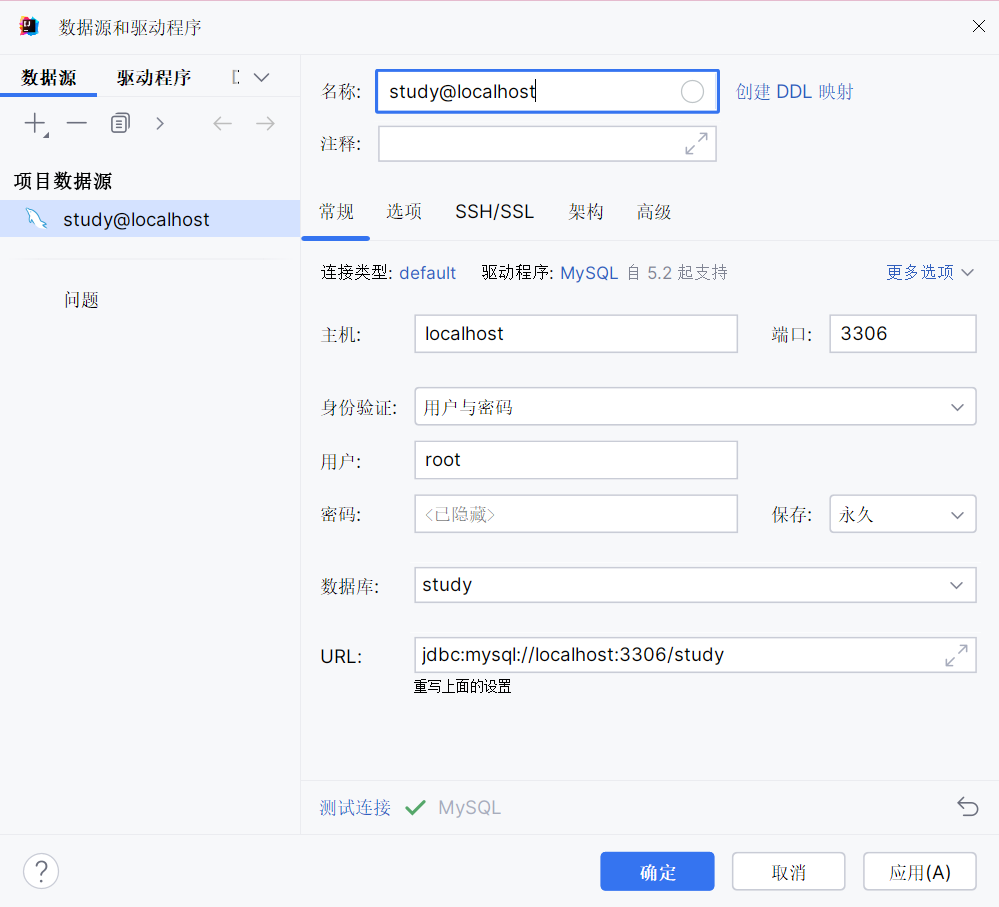 数据源和驱动程序
数据源 驱动程序
名称: study@localhost 创建 DDL 映射
注释:
项目数据源
study@localhost
问题
常规 选项 SSH/SSL 架构 高级
连接类型: default 驱动程序: MySQL 自 5.2 起支持 更多选项
主机: localhost 端口: 3306
身份验证: 用户与密码
用户: root
密码: <已隐藏> 保存: 永久
数据库: study
URL: jdbc:mysql://localhost:3306/study
重写上面的设置
测试连接 MySQL
? 确定 取消 应用(A)